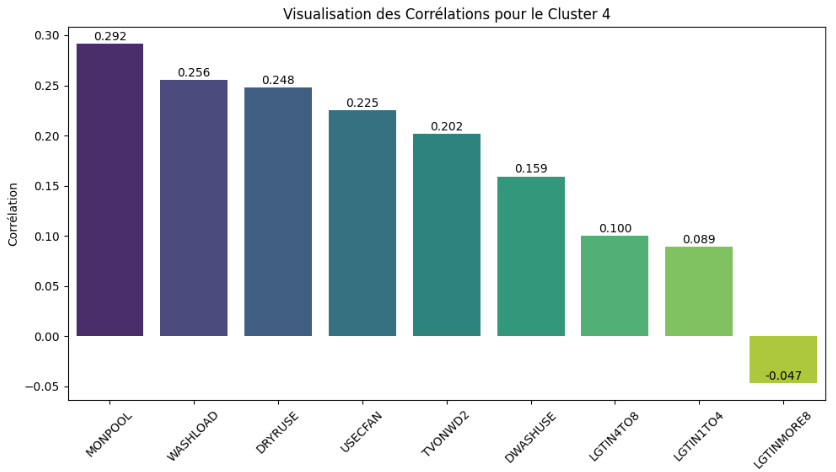 Visualisation des Corrélations pour le Cluster 4
Corrélation
0.30
0.25
0.20
0.15
0.10
0.05
0.00
−0.05
0.292
0.256
0.248
0.225
0.202
0.159
0.100
0.089
-0.047
MONPOOL
WASHLOAD
DRYRUSE
USECFAN
TVONWD2
DWASHUSE
LGTIN4TO8
LGTIN1TO4
LGTINMORE8